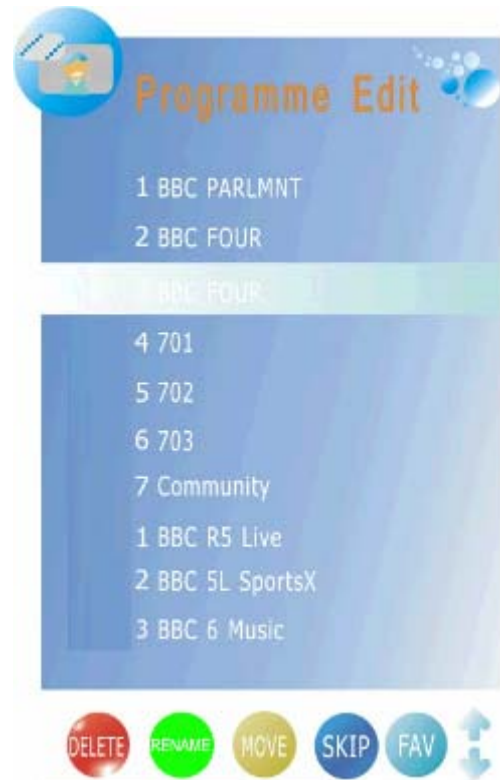 Programme Edit
1 BBC PARLMNT
2 BBC FOUR
BBC FOUR
4 701
5 702
6 703
7 Community
1 BBC R5 Live
2 BBC 5L SportsX
3 BBC 6 Music
DELETE RENAME MOVE SKIP FAV